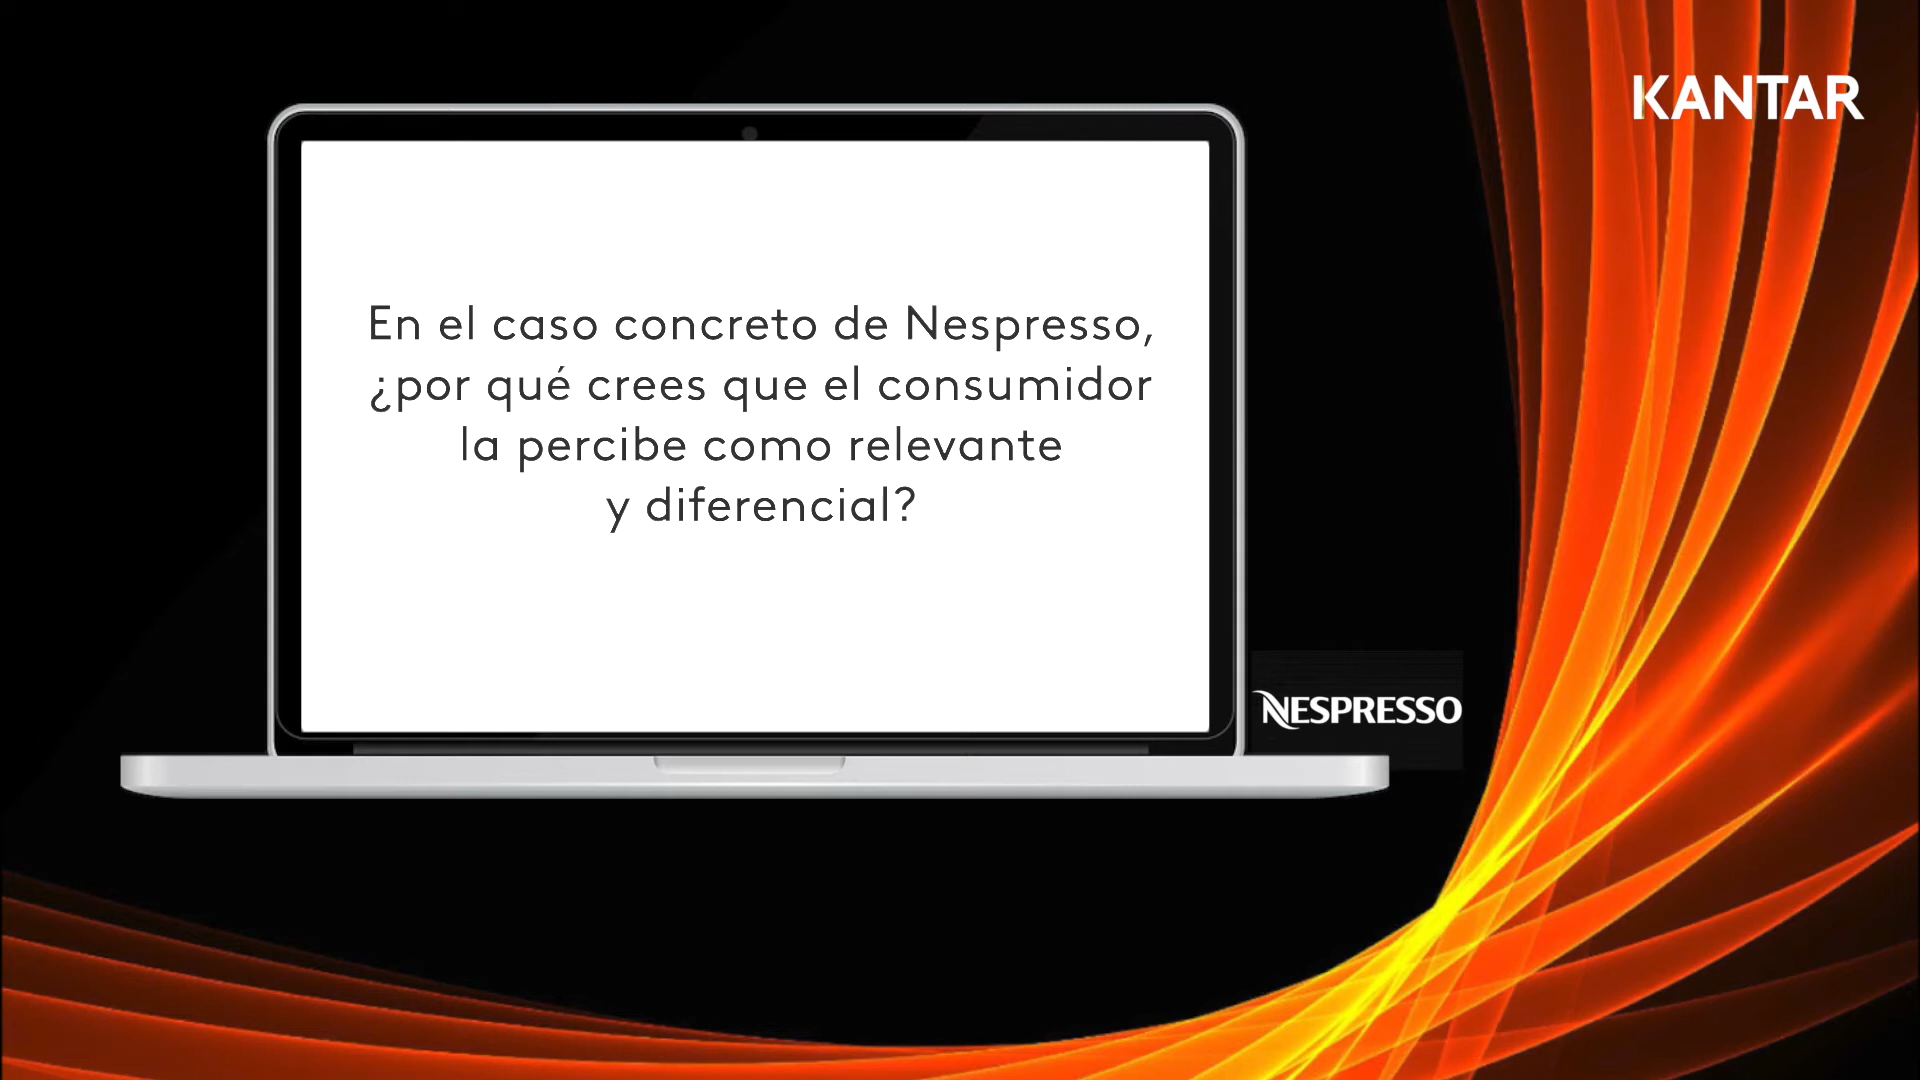 KANTAR
En el caso concreto de Nespresso,
¿por qué crees que el consumidor
la percibe como relevante
y diferencial?
NESPRESSO